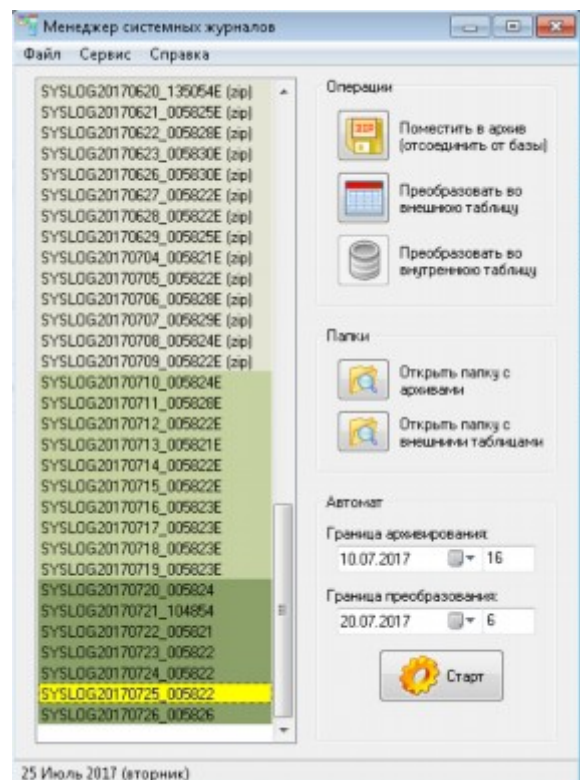 Менеджер системных журналов
Файл Сервис Справка
SYSLOG20170620_135054E (zip)
SYSLOG20170621_005825E (zip)
SYSLOG20170622_005828E (zip)
SYSLOG20170623_005830E (zip)
SYSLOG20170626_005830E (zip)
SYSLOG20170627_005822E (zip)
SYSLOG20170628_005822E (zip)
SYSLOG20170629_005825E (zip)
SYSLOG20170704_005821E (zip)
SYSLOG20170705_005822E (zip)
SYSLOG20170706_005828E (zip)
SYSLOG20170707_005829E (zip)
SYSLOG20170708_005824E (zip)
SYSLOG20170709_005822E (zip)
SYSLOG20170710_005824E
SYSLOG20170711_005828E
SYSLOG20170712_005822E
SYSLOG20170713_005821E
SYSLOG20170714_005822E
SYSLOG20170715_005822E
SYSLOG20170716_005823E
SYSLOG20170717_005823E
SYSLOG20170718_005823E
SYSLOG20170719_005823E
SYSLOG20170720_005824
SYSLOG20170721_104854
SYSLOG20170722_005821
SYSLOG20170723_005822
SYSLOG20170724_005822
SYSLOG20170725_005822
SYSLOG20170726_005826
Операции
ZIP
Поместить в архив
(отсоединить от базы)
Преобразовать во
внешнюю таблицу
Преобразовать во
внутреннюю таблицу
Папки
Открыть папку с
архивами
Открыть папку с
внешними таблицами
Автомат
Граница архивирования:
10.07.2017 16
Граница преобразования:
20.07.2017 6
Старт
25 Июль 2017 (вторник)